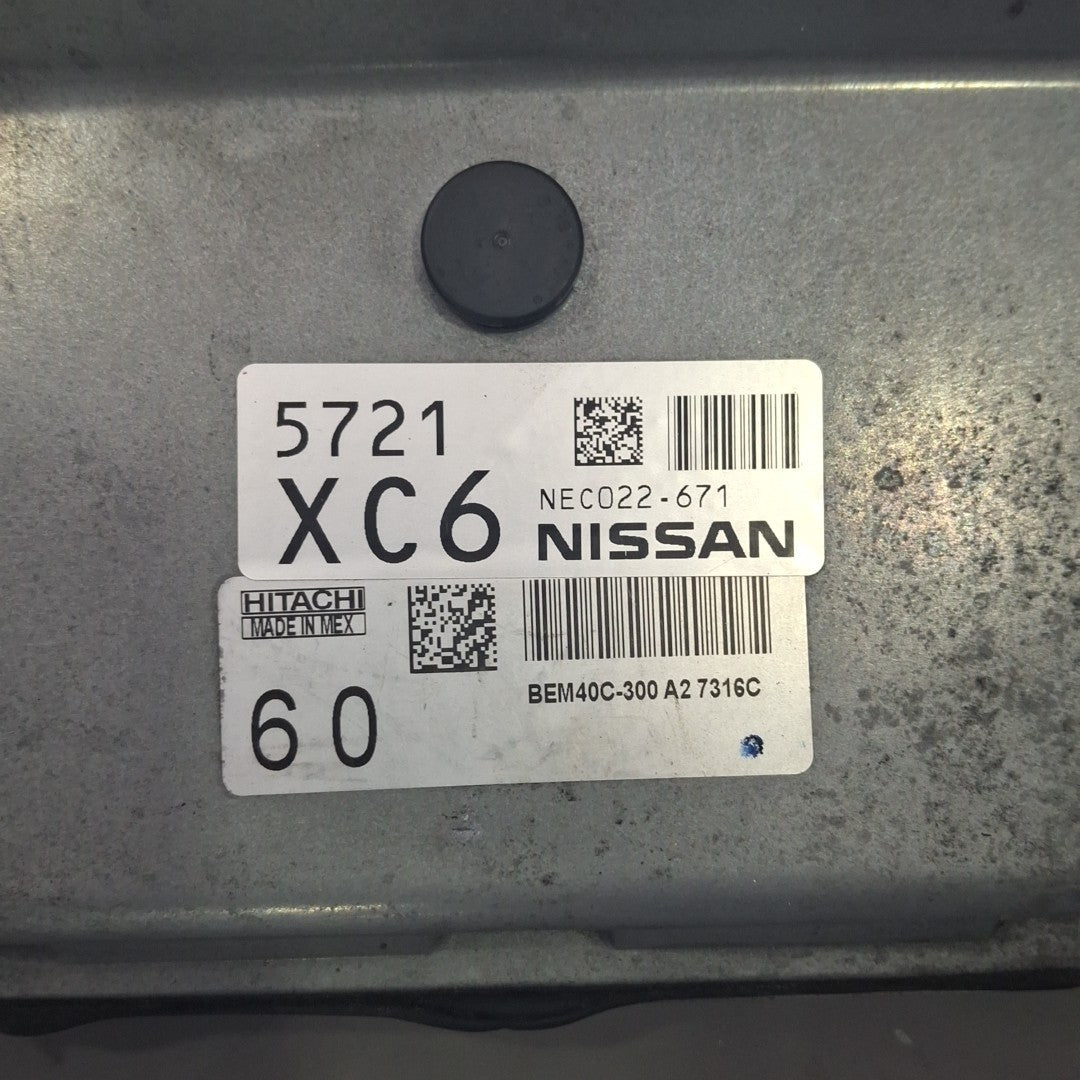 5721
XC6
NEC022-671
NISSAN
HITACHI
MADE IN MEX
60
BEM40C-300 A2 7316C